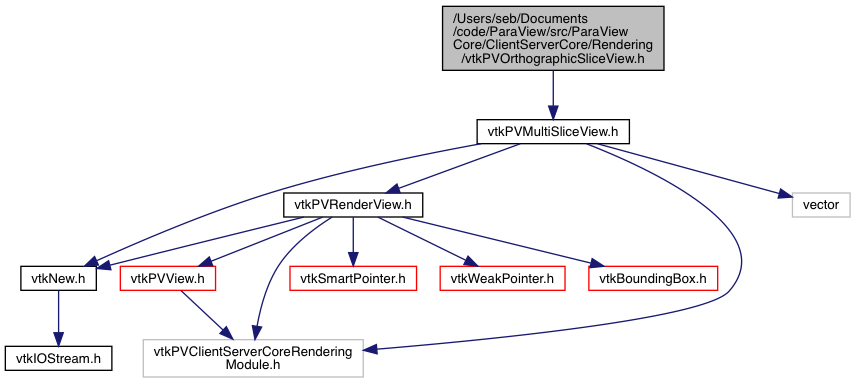 /Users/seb/Documents
/code/ParaView/src/ParaView
Core/ClientServerCore/Rendering
/vtkPVOrthographicSliceView.h
vtkPVMultiSliceView.h
vtkPVRenderView.h
vector
vtkNew.h
vtkPVView.h
vtkSmartPointer.h
vtkWeakPointer.h
vtkBoundingBox.h
vtkIOStream.h
vtkPVClientServerCoreRendering
Module.h